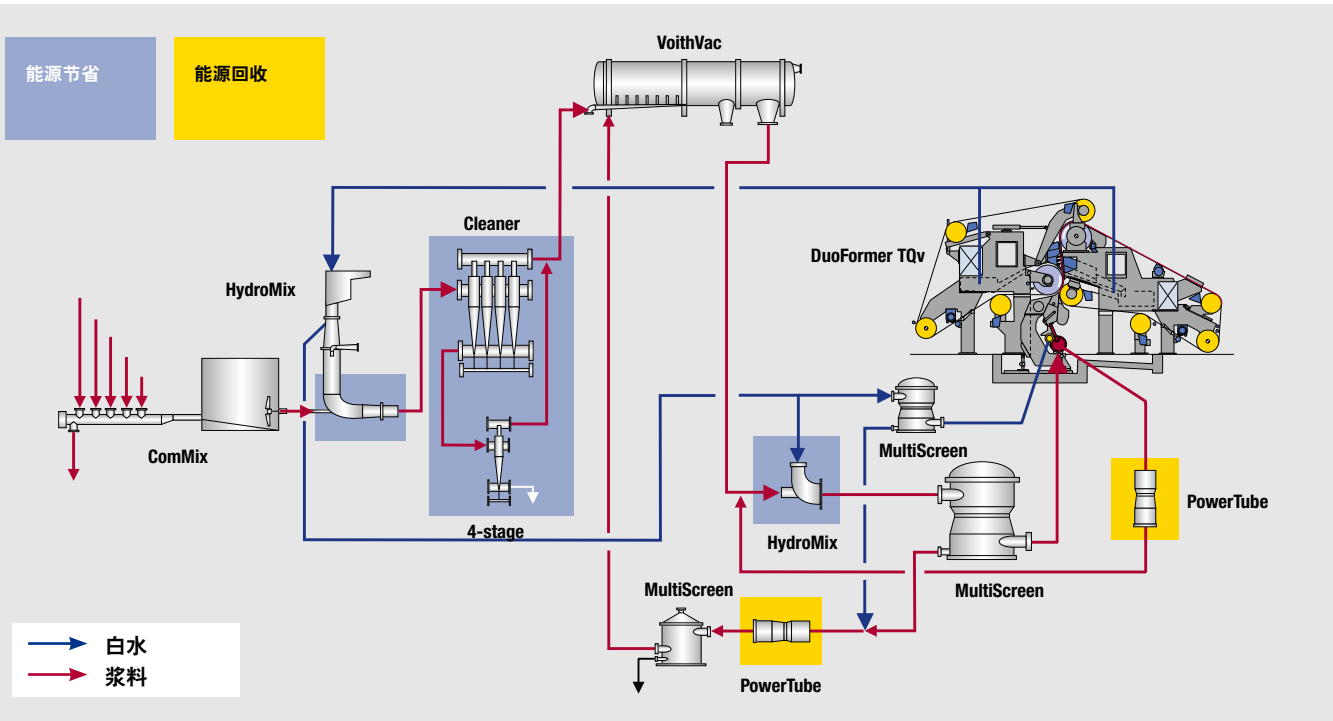 VoithVac
能源节省
能源回收
Cleaner
DuoFormer TQv
HydroMix
ComMix
MultiScreen
PowerTube
4-stage
HydroMix
MultiScreen
MultiScreen
白水
浆料
PowerTube